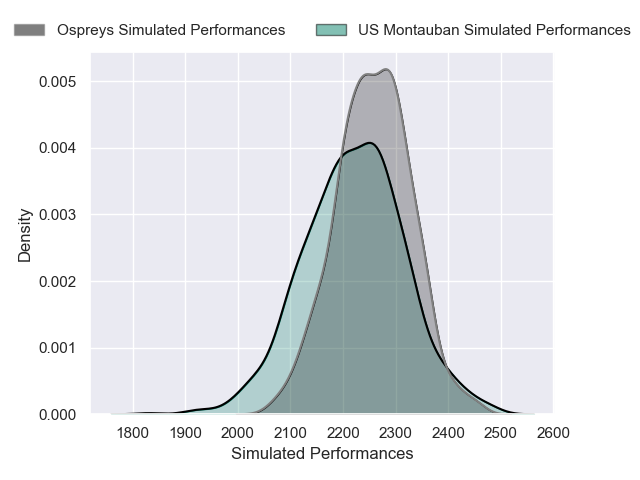 Ospreys Simulated Performances
US Montauban Simulated Performances
0.005
0.004
0.003
0.002
0.001
0.000
Density
1800 1900 2000 2100 2200 2300 2400 2500 2600
Simulated Performances